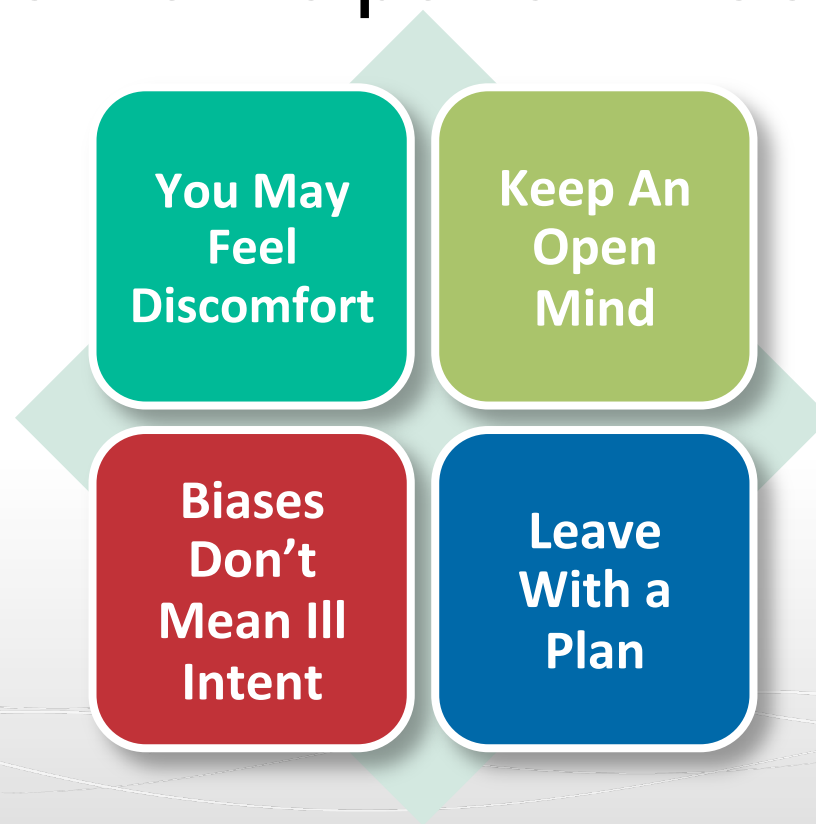 You May
Feel
Discomfort
Keep An
Open
Mind
Biases
Don’t
Mean Ill
Intent
Leave
With a
Plan